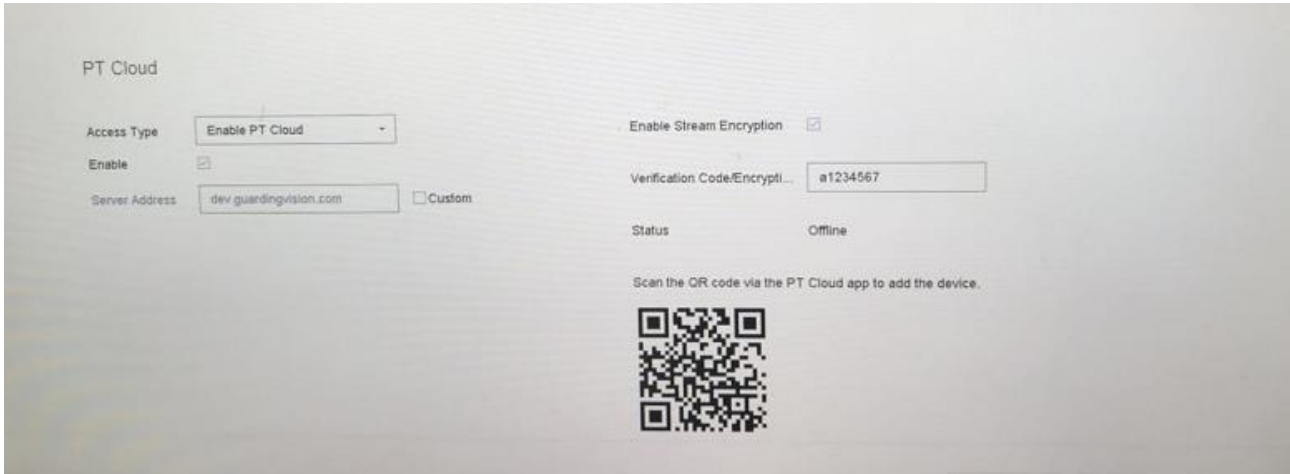 PT Cloud
Access Type
Enable PT Cloud
Enable
Server Address
dev.guardingvision.com
Custom
Enable Stream Encryption
Verification Code/Encrypti...
a1234567
Status
Offline
Scan the QR code via the PT Cloud app to add the device.